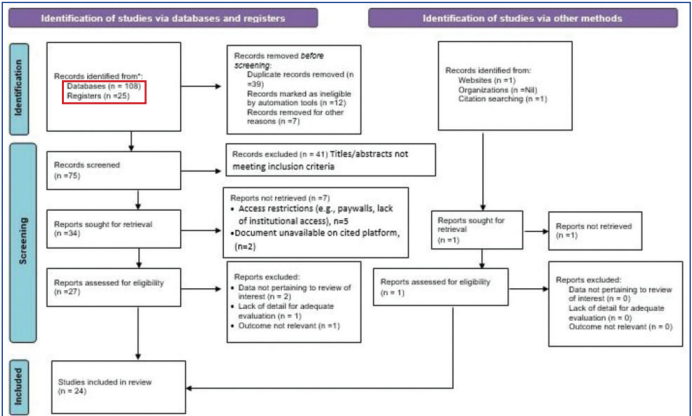 Identification of studies via databases and registers
Identification of studies via other methods
Identification
Records identified from*:
Databases (n = 108)
Registers (n =25)
Records removed before
screening:
Duplicate records removed (n
=39)
Records marked as ineligible
by automation tools (n =12)
Records removed for other
reasons (n =7)
Records identified from:
Websites (n =1)
Organizations (n =Nil)
Citation searching (n =1)
Screening
Records screened
(n =75)
Records excluded (n = 41) Titles/abstracts not
meeting inclusion criteria
Reports sought for retrieval
(n =34)
Reports not retrieved (n =7)
• Access restrictions (e.g., paywalls, lack
of institutional access), n=5
•Document unavailable on cited platform,
(n=2)
Reports sought for
retrieval
(n =1)
Reports not retrieved
(n =1)
Reports assessed for eligibility
(n =27)
Reports excluded:
• Data not pertaining to review of
interest (n = 2)
• Lack of detail for adequate
evaluation (n = 1)
• Outcome not relevant (n =1)
Reports assessed for eligibility
(n = 1)
Reports excluded:
Data not pertaining to review
of interest (n = 0)
Lack of detail for adequate
evaluation (n = 0)
Outcome not relevant (n = 0)
Included
Studies included in review
(n = 24)